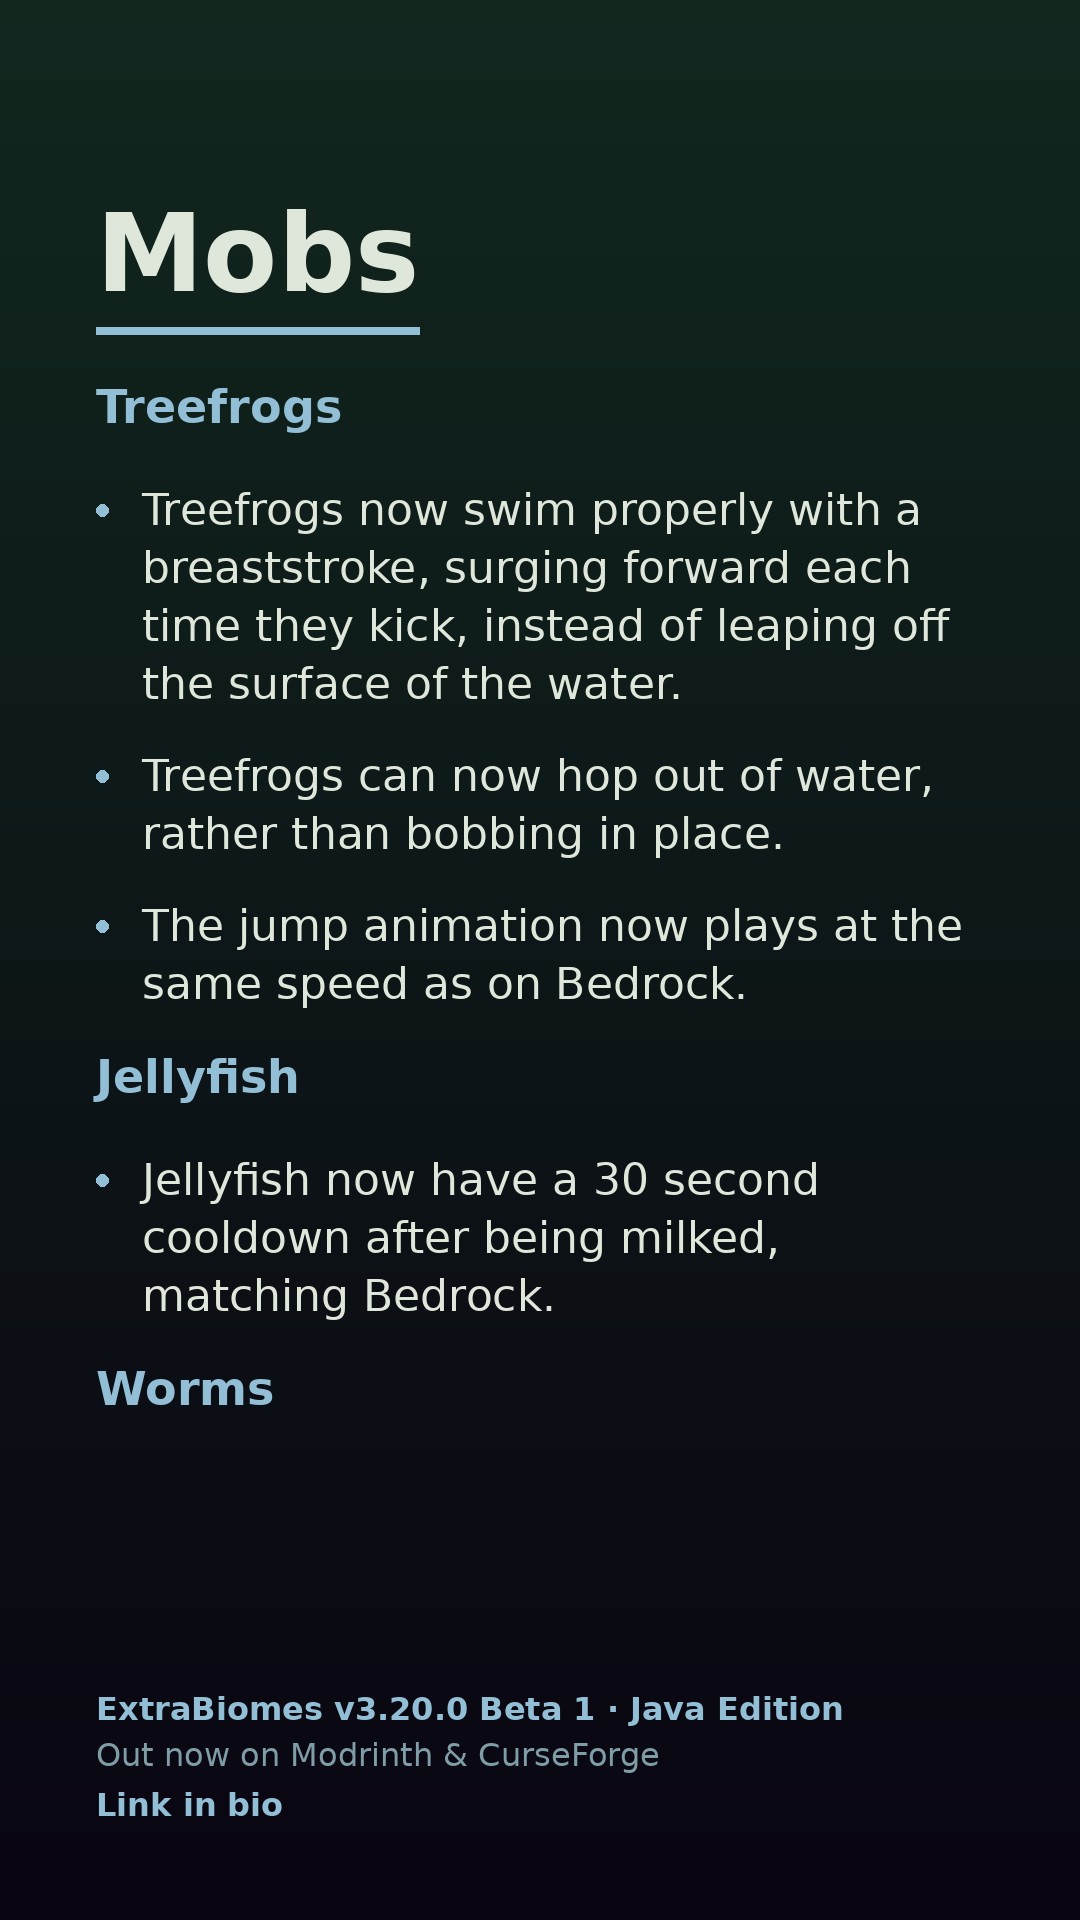 Mobs
Treefrogs
• Treefrogs now swim properly with a
breaststroke, surging forward each
time they kick, instead of leaping off
the surface of the water.
• Treefrogs can now hop out of water,
rather than bobbing in place.
• The jump animation now plays at the
same speed as on Bedrock.
Jellyfish
• Jellyfish now have a 30 second
cooldown after being milked,
matching Bedrock.
Worms
ExtraBiomes v3.20.0 Beta 1 · Java Edition
Out now on Modrinth & CurseForge
Link in bio